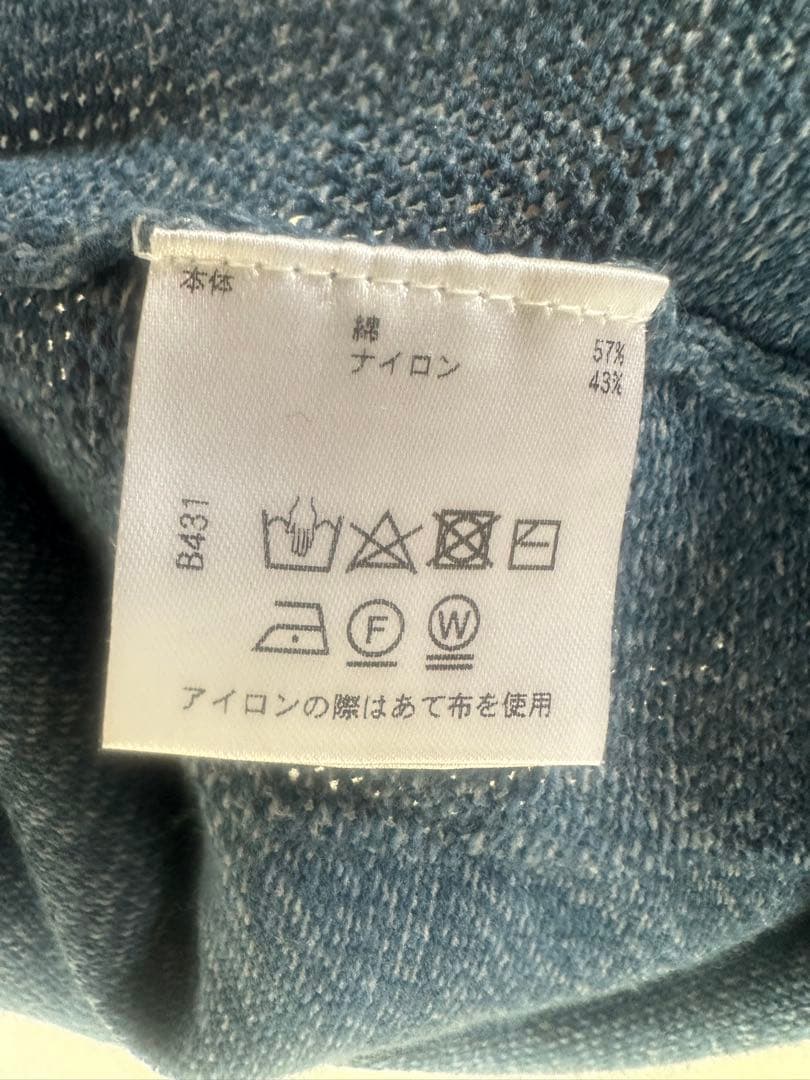 本体
綿 57%
ナイロン 43%
B431
F W
アイロンの際はあて布を使用